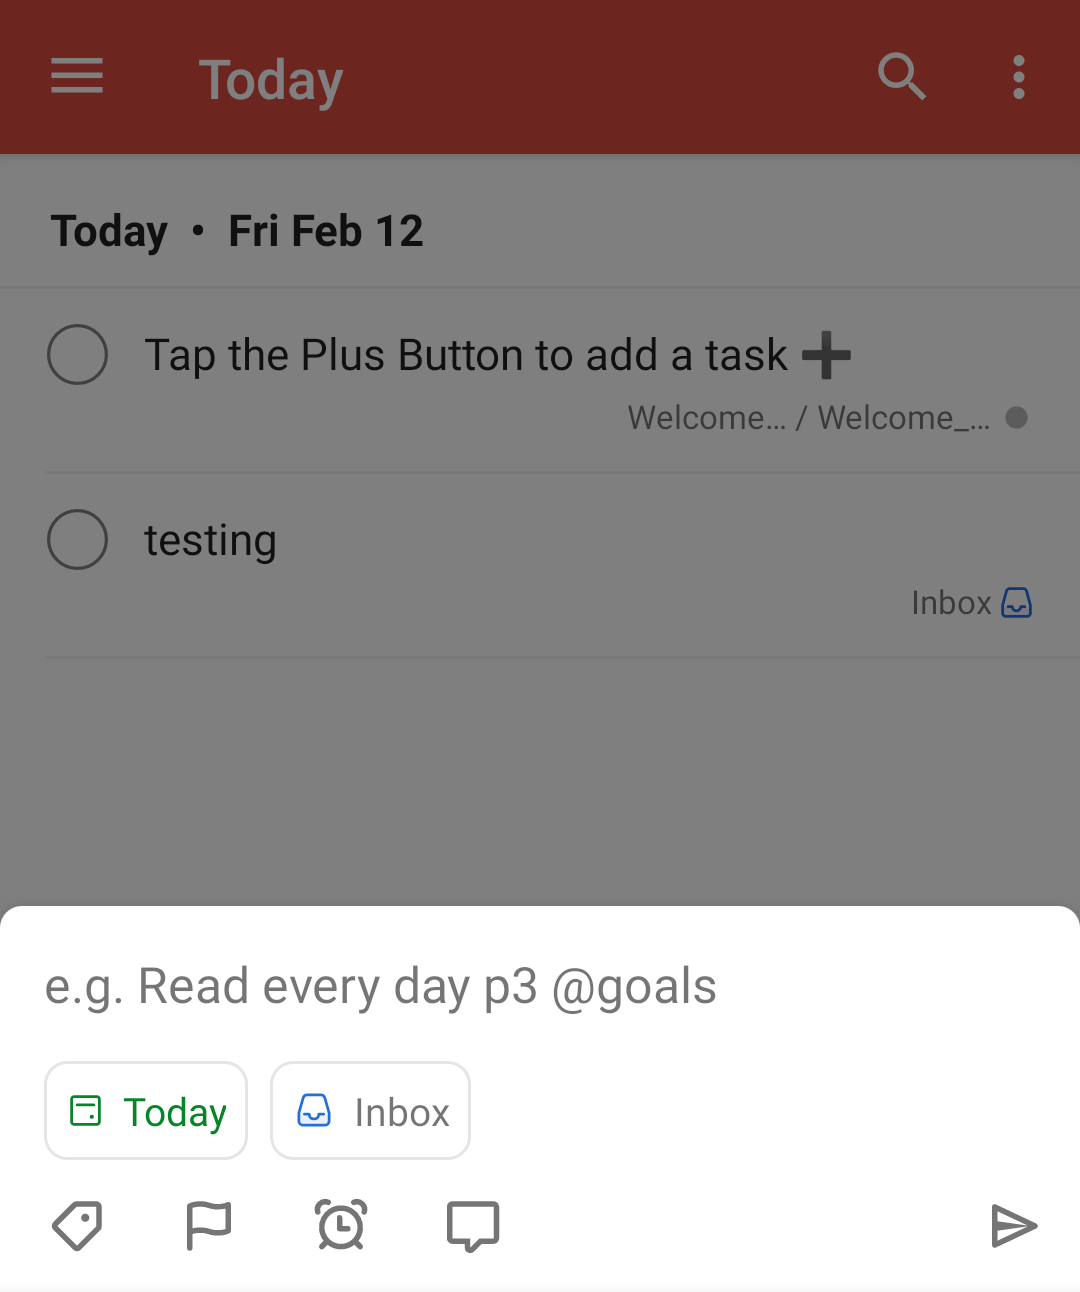 Today
Today • Fri Feb 12
Tap the Plus Button to add a task ➕
Welcome… / Welcome_…
testing
Inbox
e.g. Read every day p3 @goals
Today
Inbox